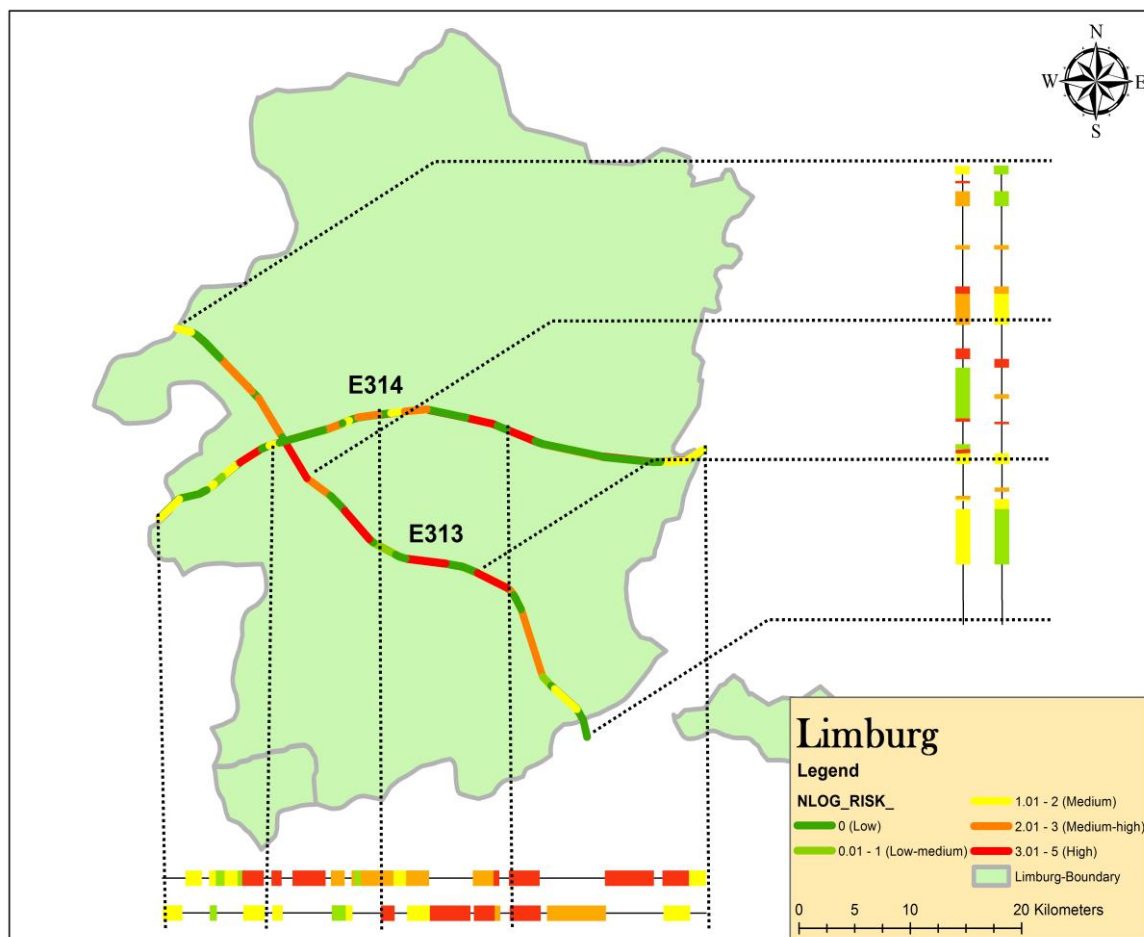 N
W E
S
E314
E313
Limburg
Legend
NLOG_RISK_
0 (Low)
0.01 - 1 (Low-medium)
1.01 - 2 (Medium)
2.01 - 3 (Medium-high)
3.01 - 5 (High)
Limburg-Boundary
0 5 10 20 Kilometers